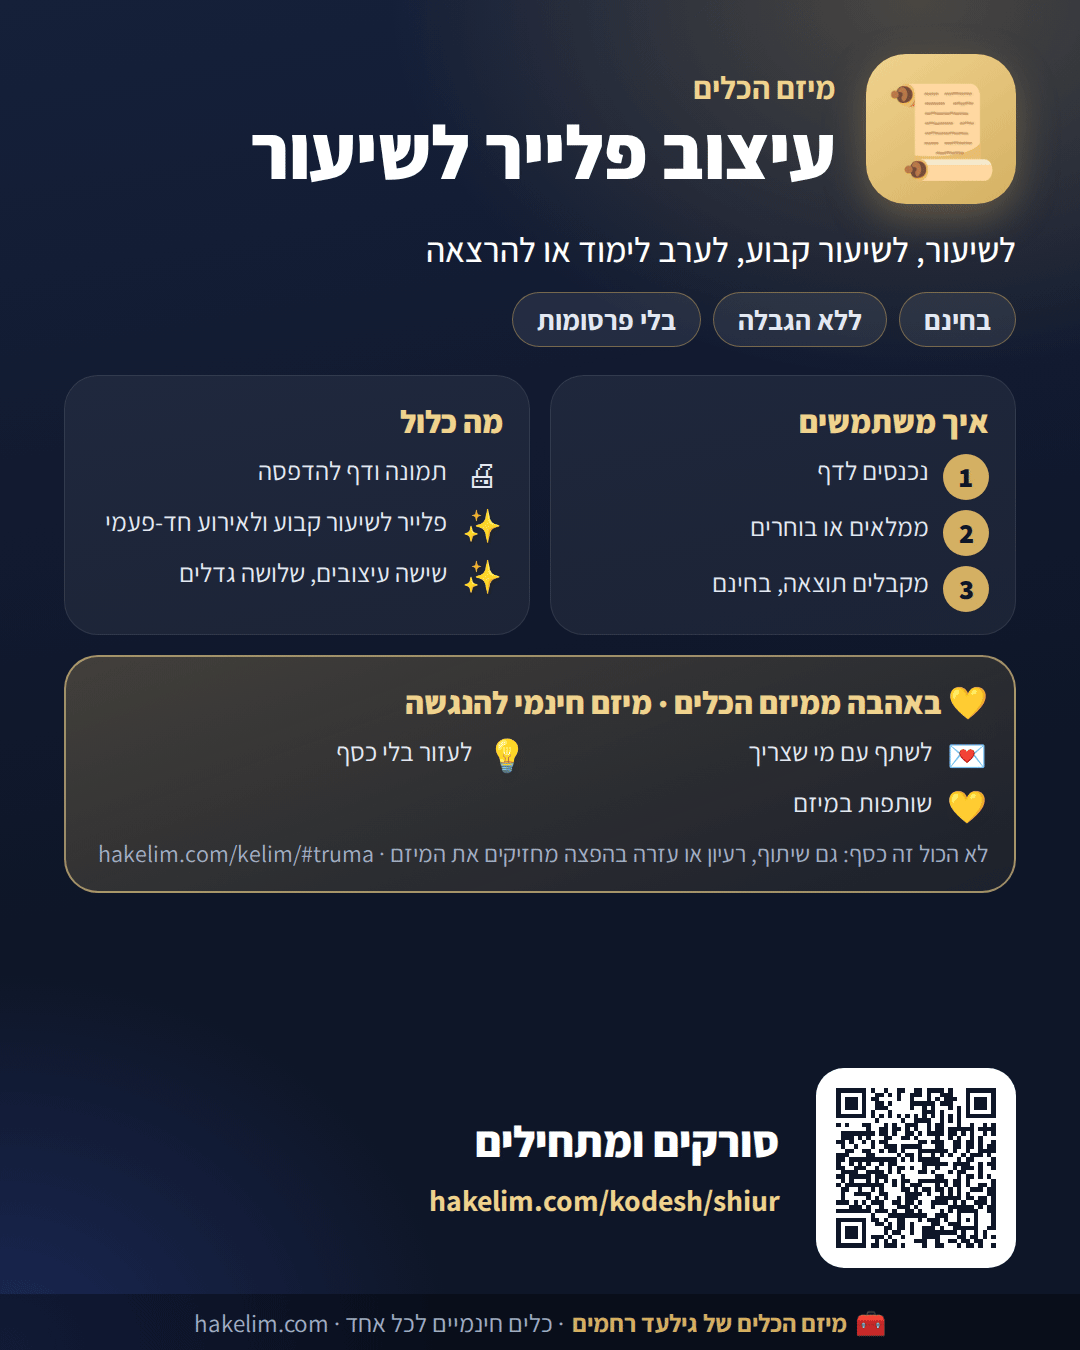 מיזם הכלים
עיצוב פלייר לשיעור
לשיעור, לשיעור קבוע, לערב לימוד או להרצאה
בחינם
ללא הגבלה
בלי פרסומות
איך משתמשים
1 נכנסים לדף
2 ממלאים או בוחרים
3 מקבלים תוצאה, בחינם
מה כלול
תמונה ודף להדפסה
פלייר לשיעור קבוע ולאירוע חד-פעמי
שישה עיצובים, שלושה גדלים
באהבה ממיזם הכלים · מיזם חינמי להנגשה
לשתף עם מי שצריך
לעזור בלי כסף
שותפות במיזם
לא הכול זה כסף: גם שיתוף, רעיון או עזרה בהפצה מחזיקים את המיזם · hakelim.com/kelim/#truma
סורקים ומתחילים
hakelim.com/kodesh/shiur
מיזם הכלים של גילעד רחמים · כלים חינמיים לכל אחד · hakelim.com